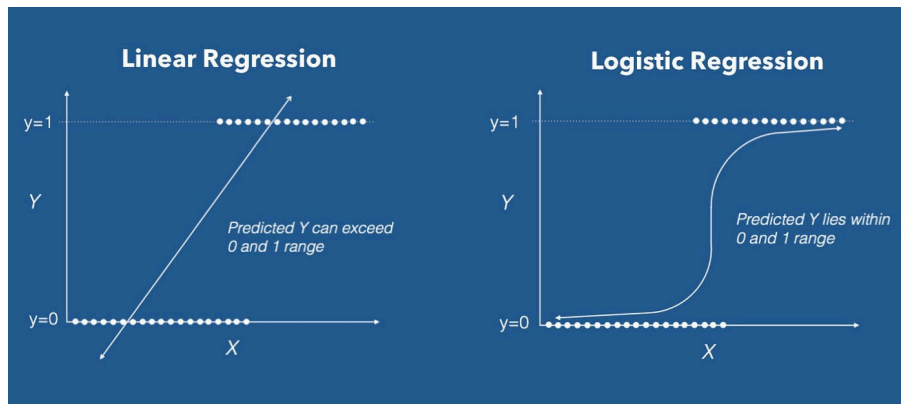 Linear Regression
y=1
Y
Predicted Y can exceed
0 and 1 range
y=0
X
Logistic Regression
y=1
Y
Predicted Y lies within
0 and 1 range
y=0
X